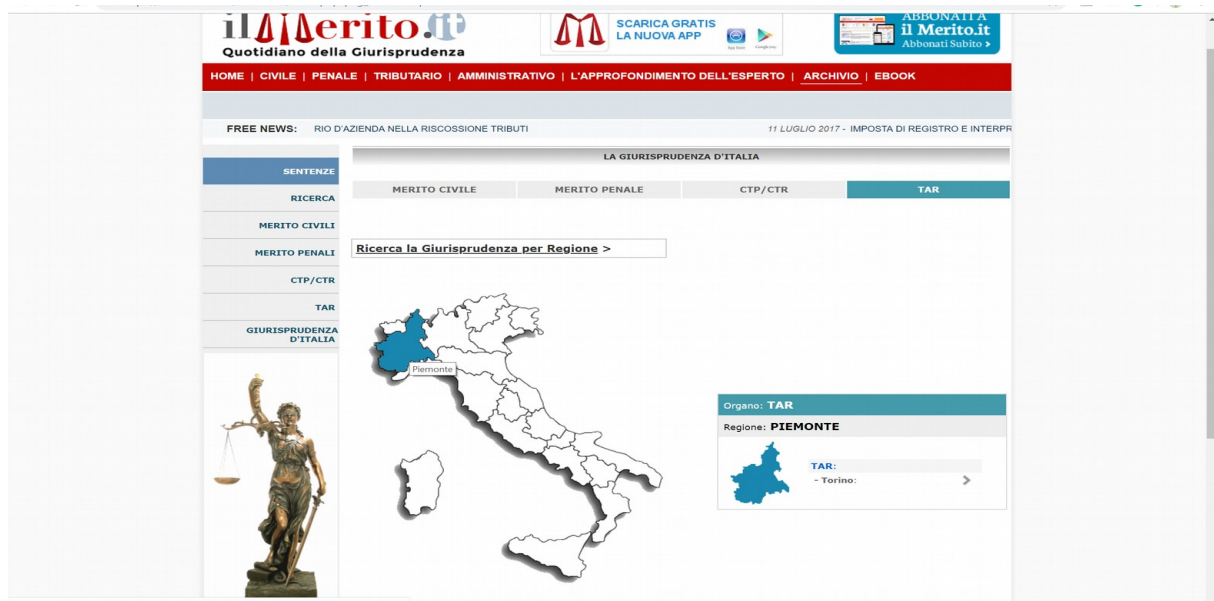 il Merito.it
Quotidiano della Giurisprudenza
SCARICA GRATIS
LA NUOVA APP
ABBONATI A
il Merito.it
Abbonati Subito >
HOME | CIVILE | PENALE | TRIBUTARIO | AMMINISTRATIVO | L'APPROFONDIMENTO DELL'ESPERTO | ARCHIVIO | EBOOK
FREE NEWS: RIO D'AZIENDA NELLA RISCOSSIONE TRIBUTI 11 LUGLIO 2017 - IMPOSTA DI REGISTRO E INTERPR
LA GIURISPRUDENZA D'ITALIA
SENTENZE
RICERCA
MERITO CIVILI
MERITO PENALI
CTP/CTR
TAR
GIURISPRUDENZA
D'ITALIA
MERITO CIVILE MERITO PENALE CTP/CTR TAR
Ricerca la Giurisprudenza per Regione >
Piemonte
Organo: TAR
Regione: PIEMONTE
TAR:
- Torino: >